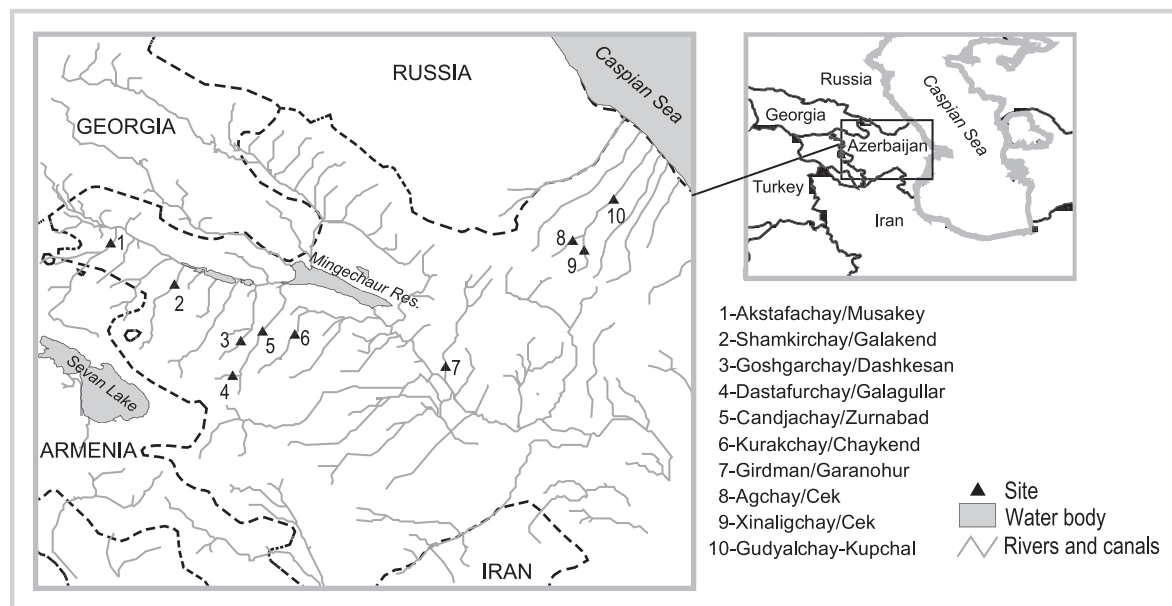 RUSSIA
Caspian Sea
GEORGIA
10
1
8
9
Mingechaur Res.
2
3
5
6
7
4
Sevan Lake
ARMENIA
IRAN
Russia
Caspian Sea
Georgia
Azerbaijan
Turkey
Iran
1-Akstafachay/Musakey
2-Shamkirchay/Galakend
3-Goshgarchay/Dashkesan
4-Dastafurchay/Galagullar
5-Candjachay/Zurnabad
6-Kurakchay/Chaykend
7-Girdman/Garanohur
8-Agchay/Cek
9-Xinaligchay/Cek
10-Gudyalchay-Kupchal
Site
Water body
Rivers and canals